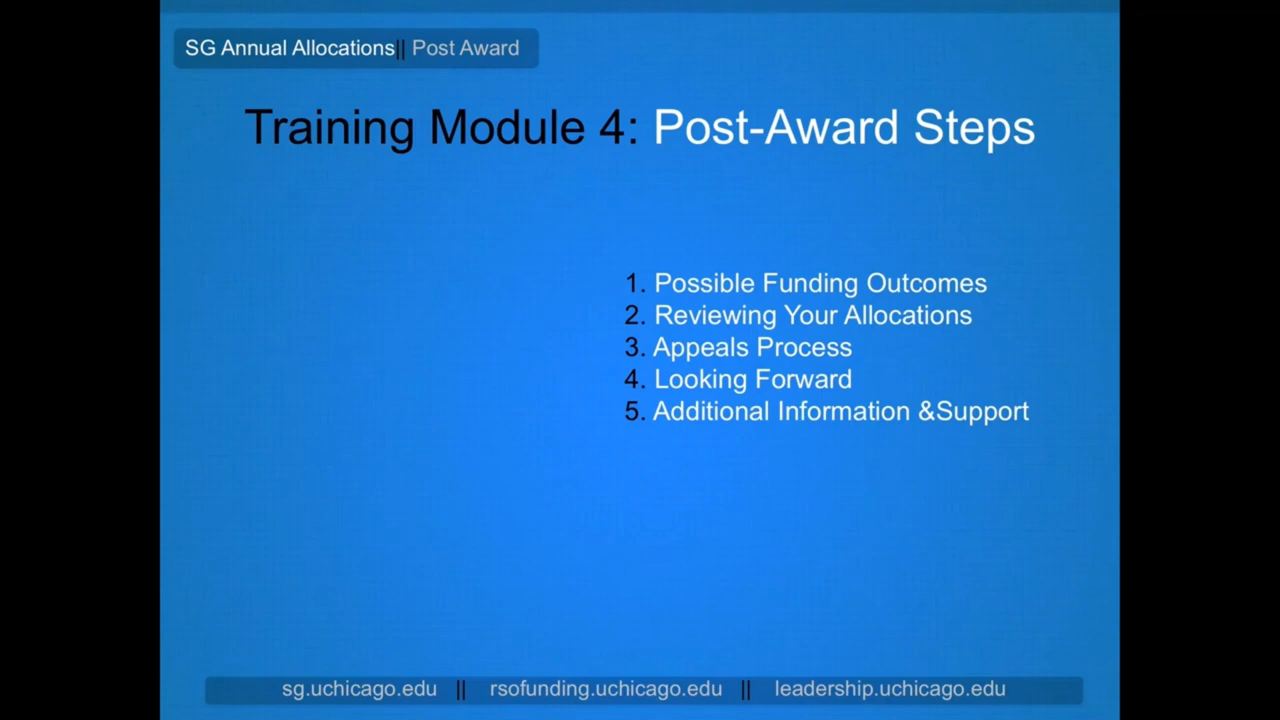 SG Annual Allocations|| Post Award
Training Module 4: Post-Award Steps
1. Possible Funding Outcomes
2. Reviewing Your Allocations
3. Appeals Process
4. Looking Forward
5. Additional Information &Support
sg.uchicago.edu || rsofunding.uchicago.edu || leadership.uchicago.edu